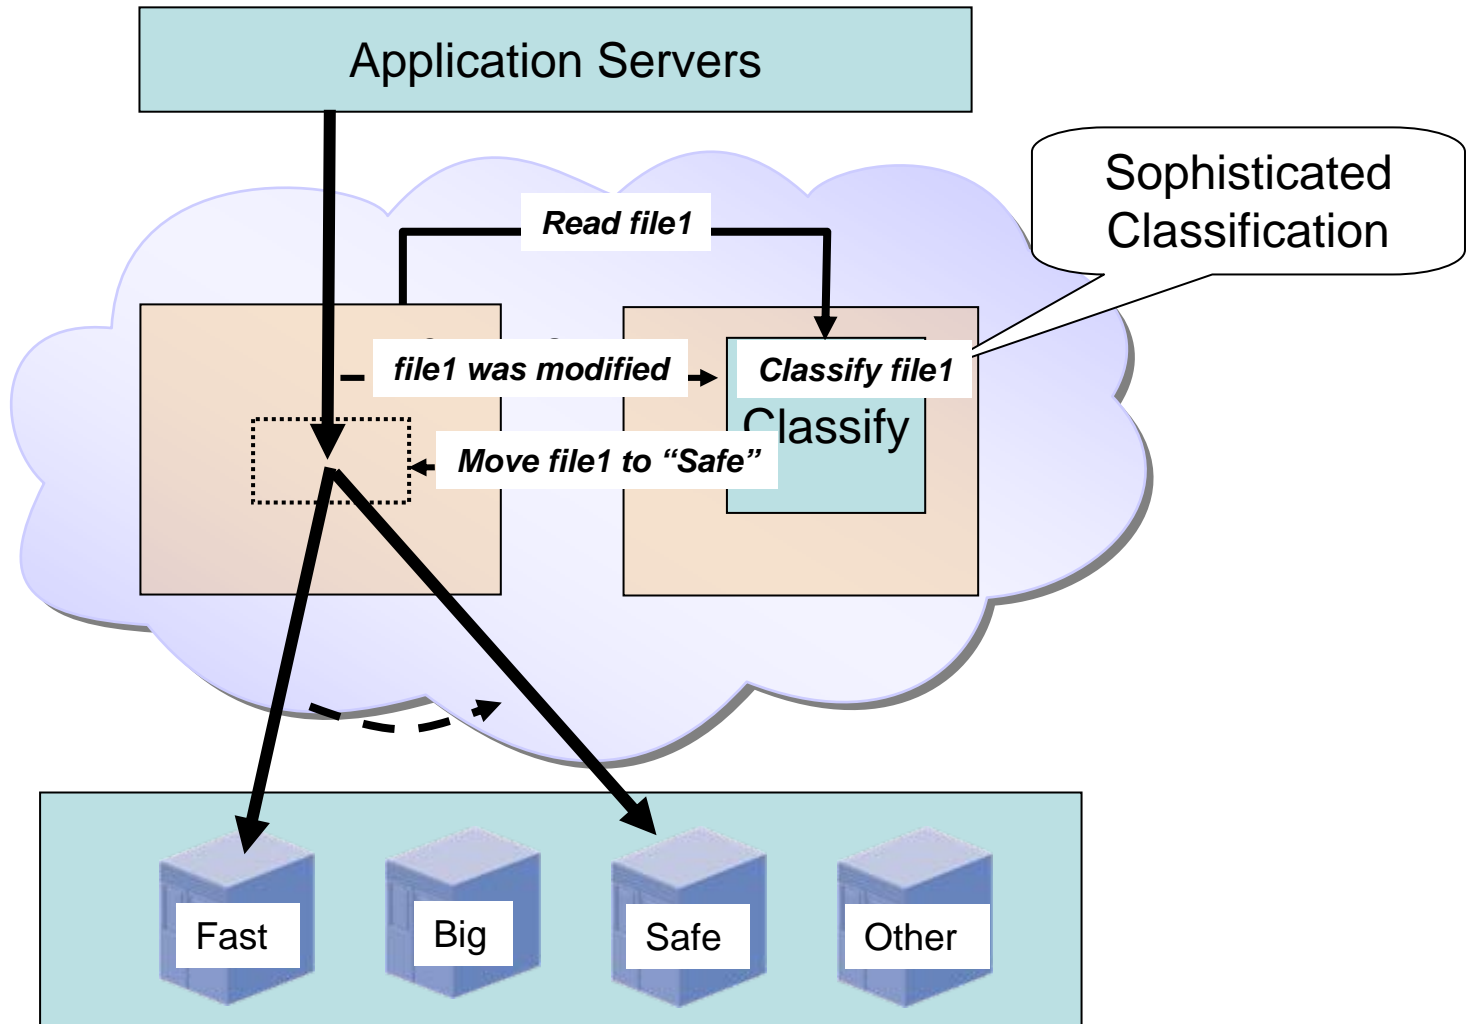 Application Servers
Sophisticated
Classification
Read file1
file1 was modified
Classify file1
Classify
Move file1 to “Safe”
Fast
Big
Safe
Other